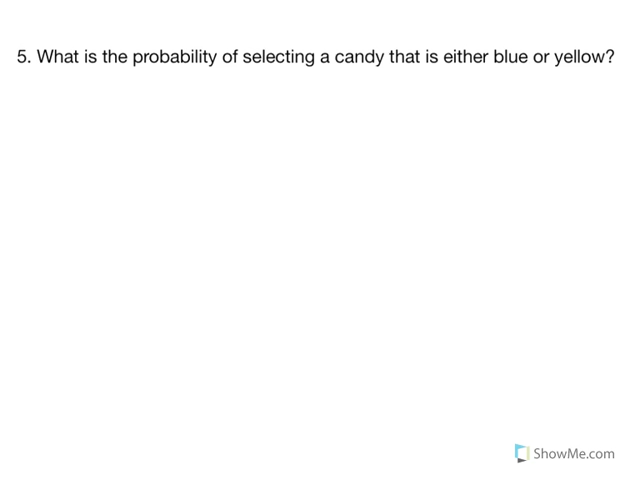 5. What is the probability of selecting a candy that is either blue or yellow?
ShowMe.com